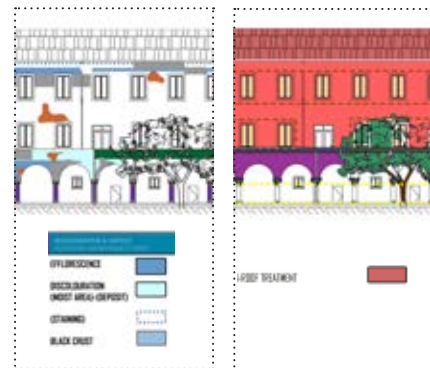 EFFLORESCENCE
DISCOLOURATION
(MOIST AREA)-(DEPOSIT)
(STAINING)
BLACK CRUST
ROOF TREATMENT